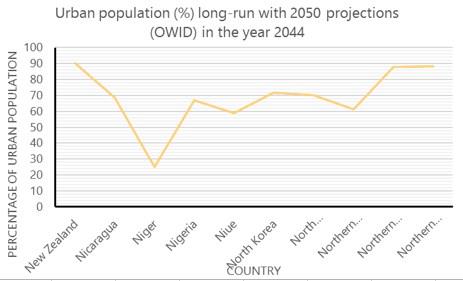 Urban population (%) long-run with 2050 projections
(OWID) in the year 2044
PERCENTAGE OF URBAN POPULATION
100
90
80
70
60
50
40
30
20
10
0
New Zealand
Nicaragua
Niger
Nigeria
Niue
North Korea
North...
Northern...
Northern...
Northern...
COUNTRY